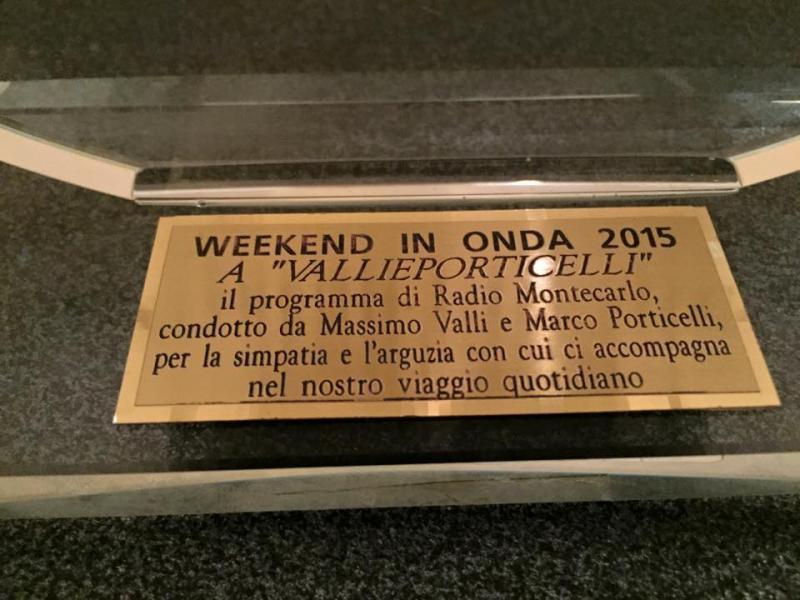 WEEKEND IN ONDA 2015
A "VALLIEPORTICELLI"
il programma di Radio Montecarlo,
condotto da Massimo Valli e Marco Porticelli,
per la simpatia e l'arguzia con cui ci accompagna
nel nostro viaggio quotidiano